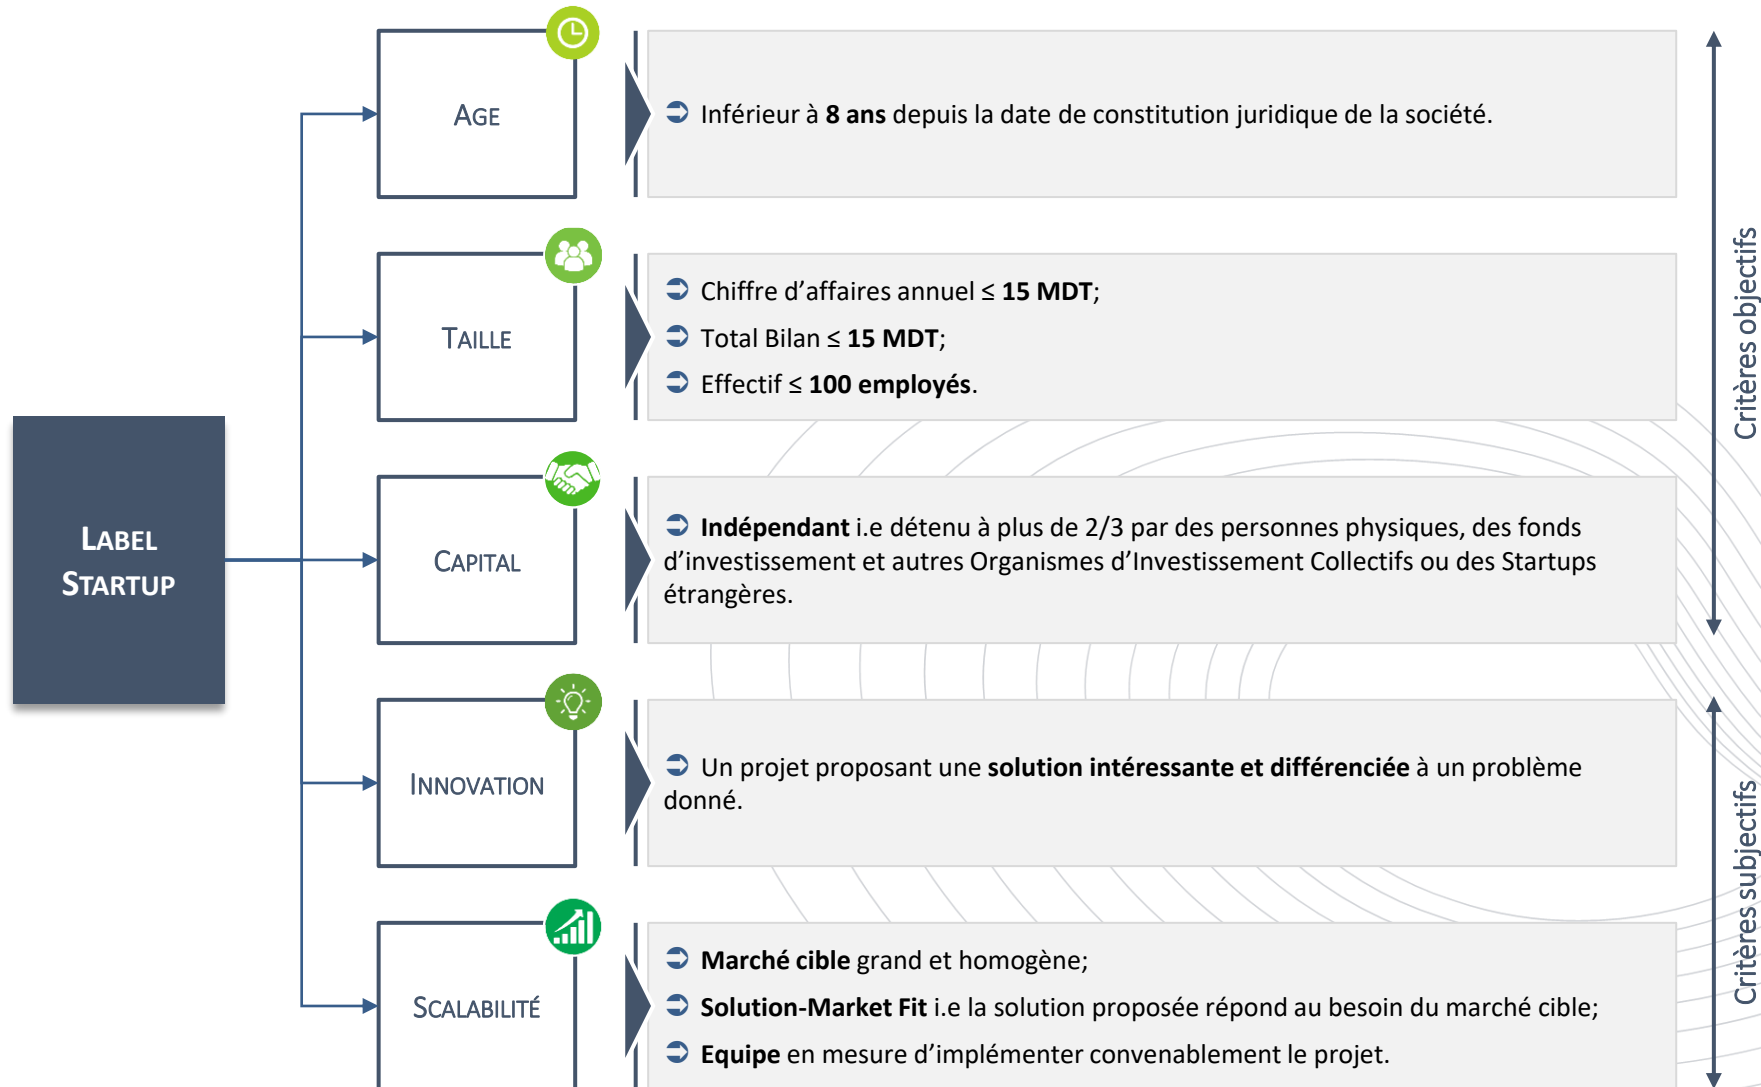 LABEL
STARTUP
AGE
Inférieur à 8 ans depuis la date de constitution juridique de la société.
TAILLE
Chiffre d’affaires annuel ≤ 15 MDT;
Total Bilan ≤ 15 MDT;
Effectif ≤ 100 employés.
CAPITAL
Indépendant i.e détenu à plus de 2/3 par des personnes physiques, des fonds
d’investissement et autres Organismes d’Investissement Collectifs ou des Startups
étrangères.
Critères objectifs
INNOVATION
Un projet proposant une solution intéressante et différenciée à un problème
donné.
SCALABILITÉ
Marché cible grand et homogène;
Solution-Market Fit i.e la solution proposée répond au besoin du marché cible;
Equipe en mesure d’implémenter convenablement le projet.
Critères subjectifs